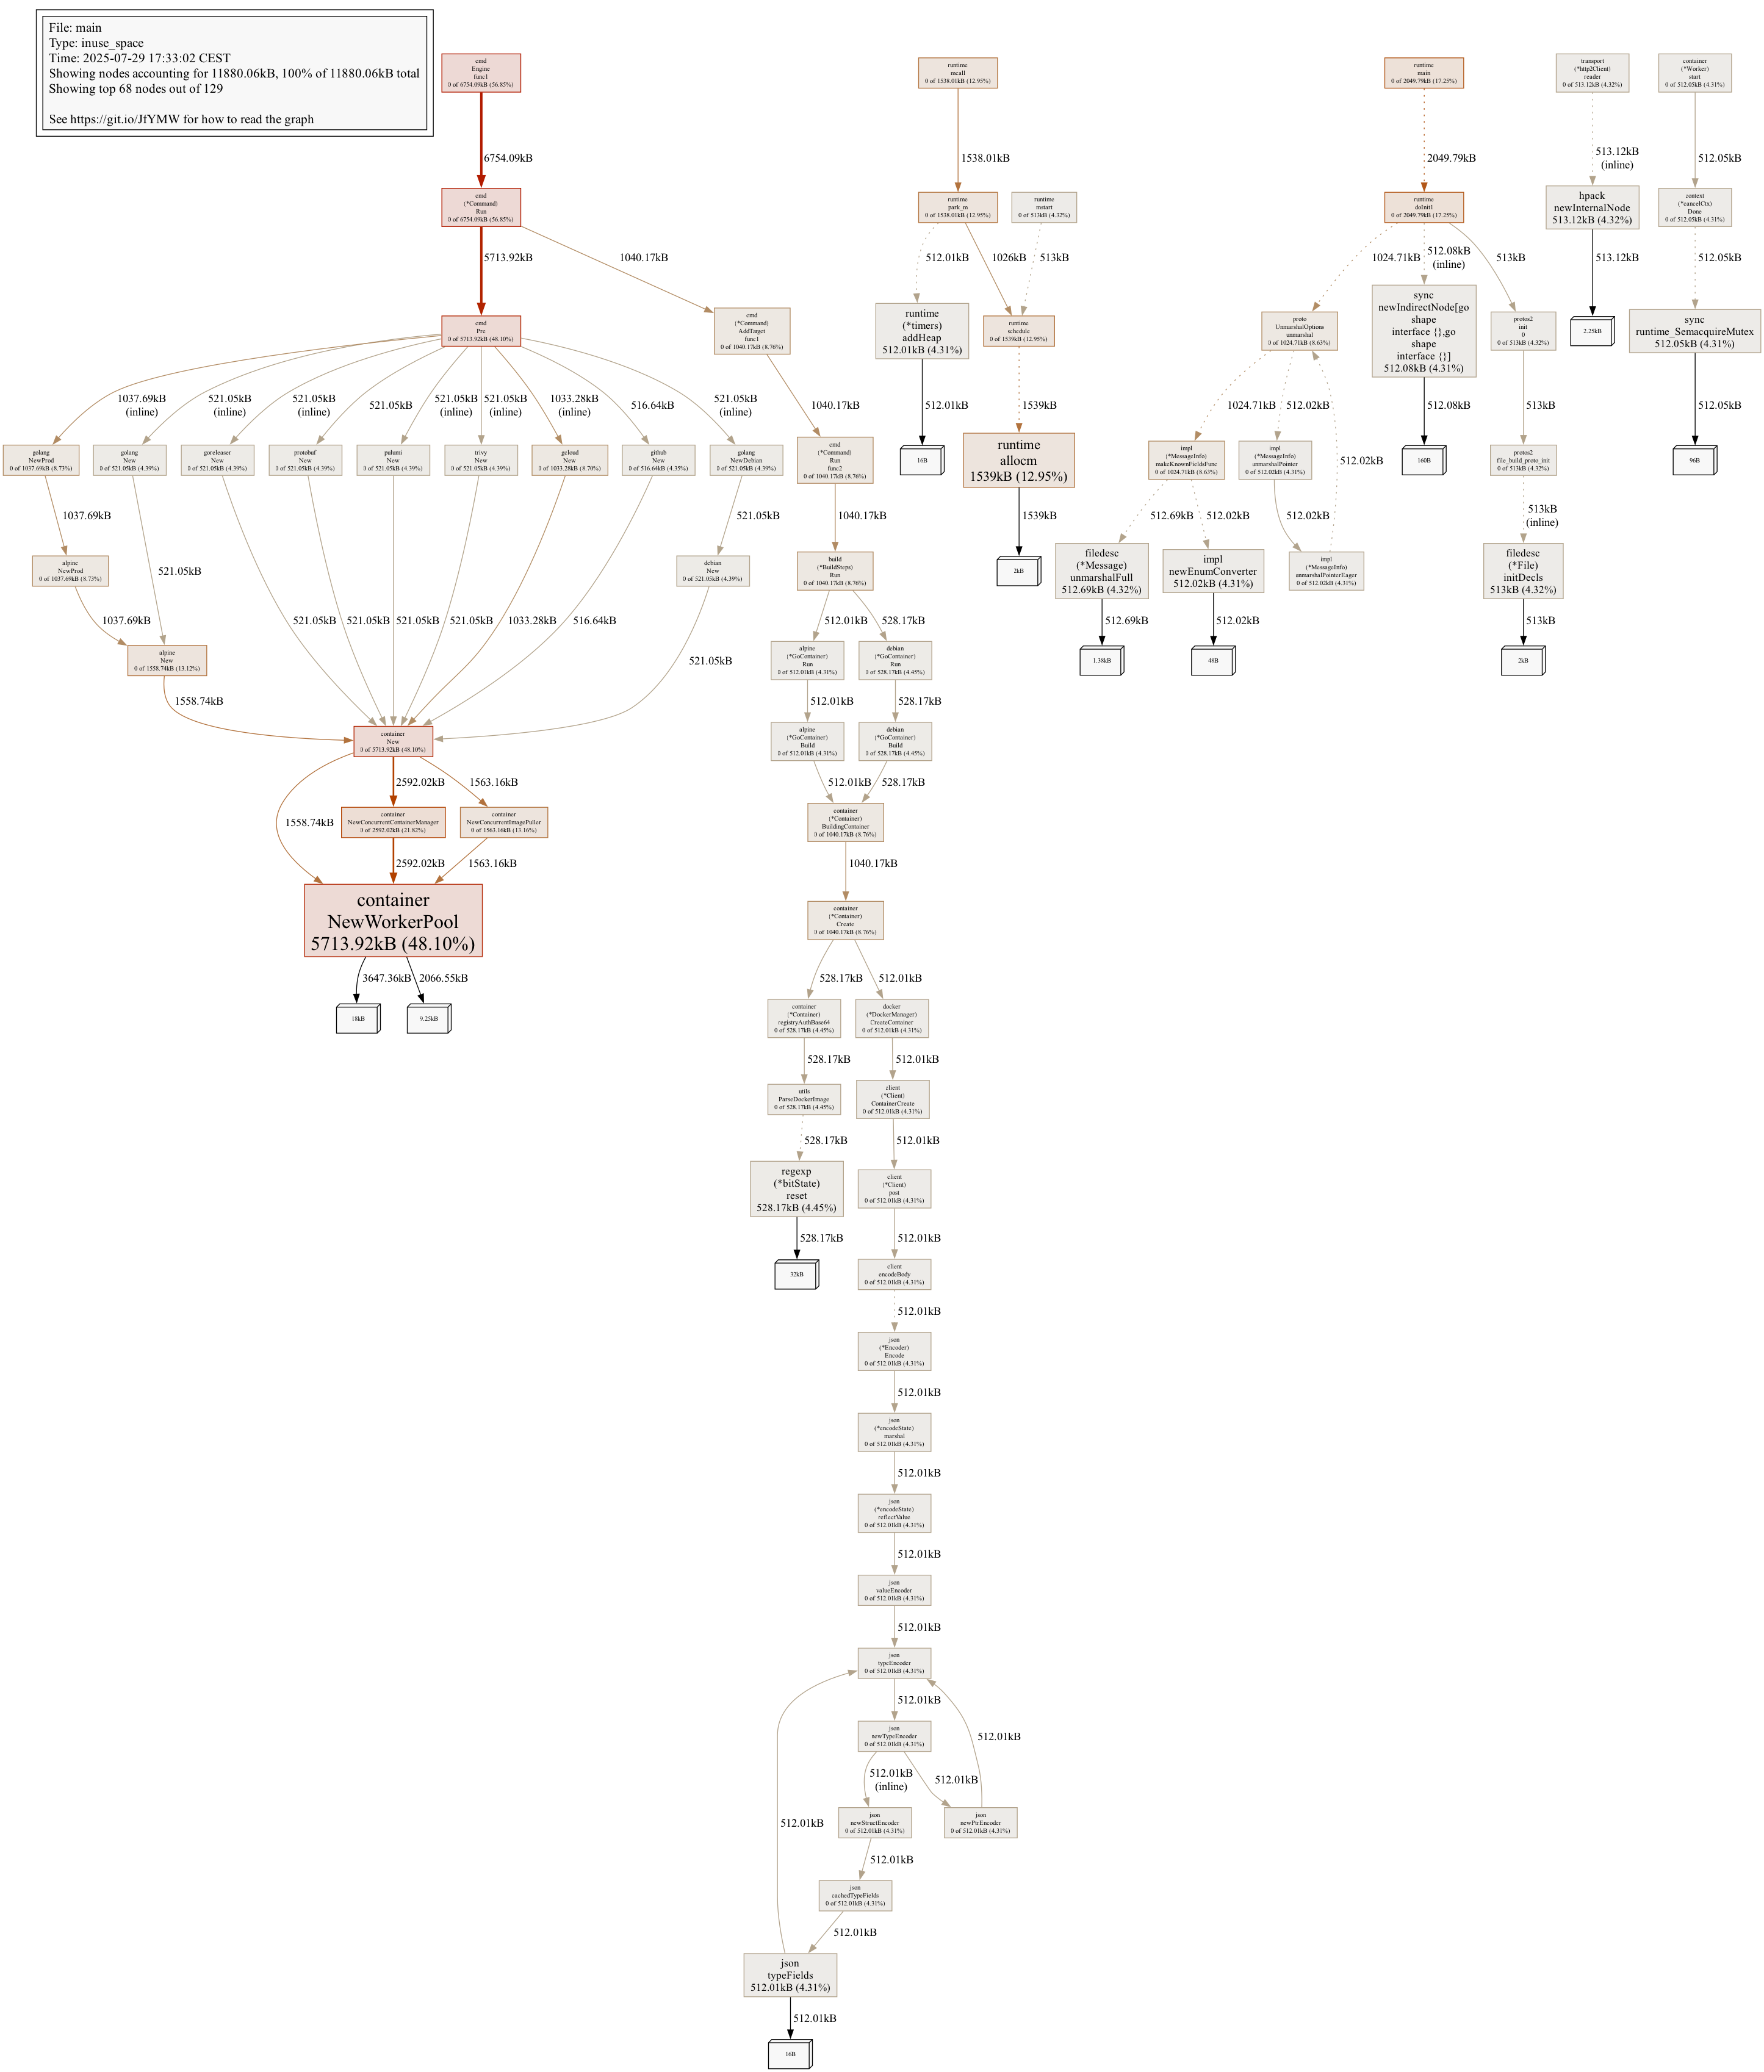 File: main
Type: inuse_space
Time: 2025-07-29 17:33:02 CEST
Showing nodes accounting for 11880.06kB, 100% of 11880.06kB total
Showing top 68 nodes out of 129
See https://git.io/JfYMW for how to read the graph
cmd
Engine
func1
0 of 6754.09kB (56.85%)
6754.09kB
cmd
(*Command)
Run
0 of 6754.09kB (56.85%)
5713.92kB
1040.17kB
cmd
Pre
0 of 5713.92kB (48.10%)
cmd
(*Command)
AddTarget
func1
0 of 1040.17kB (8.76%)
1037.69kB
(inline)
521.05kB
(inline)
521.05kB
(inline)
521.05kB
521.05kB
(inline)
521.05kB
(inline)
1033.28kB
(inline)
516.64kB
521.05kB
(inline)
1040.17kB
golang
NewProd
0 of 1037.69kB (8.73%)
golang
New
0 of 521.05kB (4.39%)
goreleaser
New
0 of 521.05kB (4.39%)
protobuf
New
0 of 521.05kB (4.39%)
pulumi
New
0 of 521.05kB (4.39%)
trivy
New
0 of 521.05kB (4.39%)
gcloud
New
0 of 1033.28kB (8.70%)
github
New
0 of 516.64kB (4.35%)
golang
NewDebian
0 of 521.05kB (4.39%)
cmd
(*Command)
Run
func2
0 of 1040.17kB (8.76%)
1037.69kB
521.05kB
521.05kB
1040.17kB
alpine
NewProd
0 of 1037.69kB (8.73%)
debian
New
0 of 521.05kB (4.39%)
build
(*BuildSteps)
Run
0 of 1040.17kB (8.76%)
1037.69kB
521.05kB
521.05kB
521.05kB
521.05kB
1033.28kB
516.64kB
521.05kB
512.01kB
528.17kB
alpine
New
0 of 1558.74kB (13.12%)
alpine
(*GoContainer)
Run
0 of 512.01kB (4.31%)
debian
(*GoContainer)
Run
0 of 528.17kB (4.45%)
1558.74kB
512.01kB
528.17kB
container
New
0 of 5713.92kB (48.10%)
alpine
(*GoContainer)
Build
0 of 512.01kB (4.31%)
debian
(*GoContainer)
Build
0 of 528.17kB (4.45%)
1558.74kB
2592.02kB
1563.16kB
512.01kB
528.17kB
container
NewConcurrentContainerManager
0 of 2592.02kB (21.82%)
container
NewConcurrentImagePuller
0 of 1563.16kB (13.16%)
container
(*Container)
BuildingContainer
0 of 1040.17kB (8.76%)
2592.02kB
1563.16kB
1040.17kB
container
NewWorkerPool
5713.92kB (48.10%)
3647.36kB
2066.55kB
18kB
9.25kB
container
(*Container)
Create
0 of 1040.17kB (8.76%)
528.17kB
512.01kB
container
(*Container)
registryAuthBase64
0 of 528.17kB (4.45%)
docker
(*DockerManager)
CreateContainer
0 of 512.01kB (4.31%)
528.17kB
512.01kB
utils
ParseDockerImage
0 of 528.17kB (4.45%)
client
(*Client)
ContainerCreate
0 of 512.01kB (4.31%)
528.17kB
512.01kB
regexp
(*bitState)
reset
528.17kB (4.45%)
client
(*Client)
post
0 of 512.01kB (4.31%)
528.17kB
512.01kB
32kB
client
encodeBody
0 of 512.01kB (4.31%)
512.01kB
json
(*Encoder)
Encode
0 of 512.01kB (4.31%)
512.01kB
json
(*encodeState)
marshal
0 of 512.01kB (4.31%)
512.01kB
json
(*encodeState)
reflectValue
0 of 512.01kB (4.31%)
512.01kB
json
valueEncoder
0 of 512.01kB (4.31%)
512.01kB
json
typeEncoder
0 of 512.01kB (4.31%)
512.01kB
json
newTypeEncoder
0 of 512.01kB (4.31%)
512.01kB
(inline)
512.01kB
512.01kB
json
newStructEncoder
0 of 512.01kB (4.31%)
json
newPtrEncoder
0 of 512.01kB (4.31%)
512.01kB
512.01kB
json
cachedTypeFields
0 of 512.01kB (4.31%)
512.01kB
json
typeFields
512.01kB (4.31%)
512.01kB
16B
runtime
mcall
0 of 1538.01kB (12.95%)
1538.01kB
runtime
park_m
0 of 1538.01kB (12.95%)
runtime
mstart
0 of 513kB (4.32%)
512.01kB
1026kB
513kB
runtime
(*timers)
addHeap
512.01kB (4.31%)
runtime
schedule
0 of 1539kB (12.95%)
512.01kB
1539kB
16B
runtime
allocm
1539kB (12.95%)
1539kB
2kB
runtime
main
0 of 2049.79kB (17.25%)
2049.79kB
runtime
doInit1
0 of 2049.79kB (17.25%)
1024.71kB
512.08kB
(inline)
513kB
proto
UnmarshalOptions
unmarshal
0 of 1024.71kB (8.63%)
sync
newIndirectNode[go
shape
interface {},go
shape
interface {}]
512.08kB (4.31%)
protos2
init
0
0 of 513kB (4.32%)
1024.71kB
512.02kB
512.02kB
512.08kB
513kB
impl
(*MessageInfo)
makeKnownFieldsFunc
0 of 1024.71kB (8.63%)
impl
(*MessageInfo)
unmarshalPointer
0 of 512.02kB (4.31%)
160B
protos2
file_build_proto_init
0 of 513kB (4.32%)
512.69kB
512.02kB
512.02kB
513kB
(inline)
filedesc
(*Message)
unmarshalFull
512.69kB (4.32%)
impl
newEnumConverter
512.02kB (4.31%)
impl
(*MessageInfo)
unmarshalPointerEager
0 of 512.02kB (4.31%)
filedesc
(*File)
initDecls
513kB (4.32%)
512.69kB
512.02kB
513kB
1.38kB
48B
2kB
transport
(*http2Client)
reader
0 of 513.12kB (4.32%)
513.12kB
(inline)
hpack
newInternalNode
513.12kB (4.32%)
513.12kB
2.25kB
container
(*Worker)
start
0 of 512.05kB (4.31%)
512.05kB
context
(*cancelCtx)
Done
0 of 512.05kB (4.31%)
512.05kB
sync
runtime_SemacquireMutex
512.05kB (4.31%)
512.05kB
96B